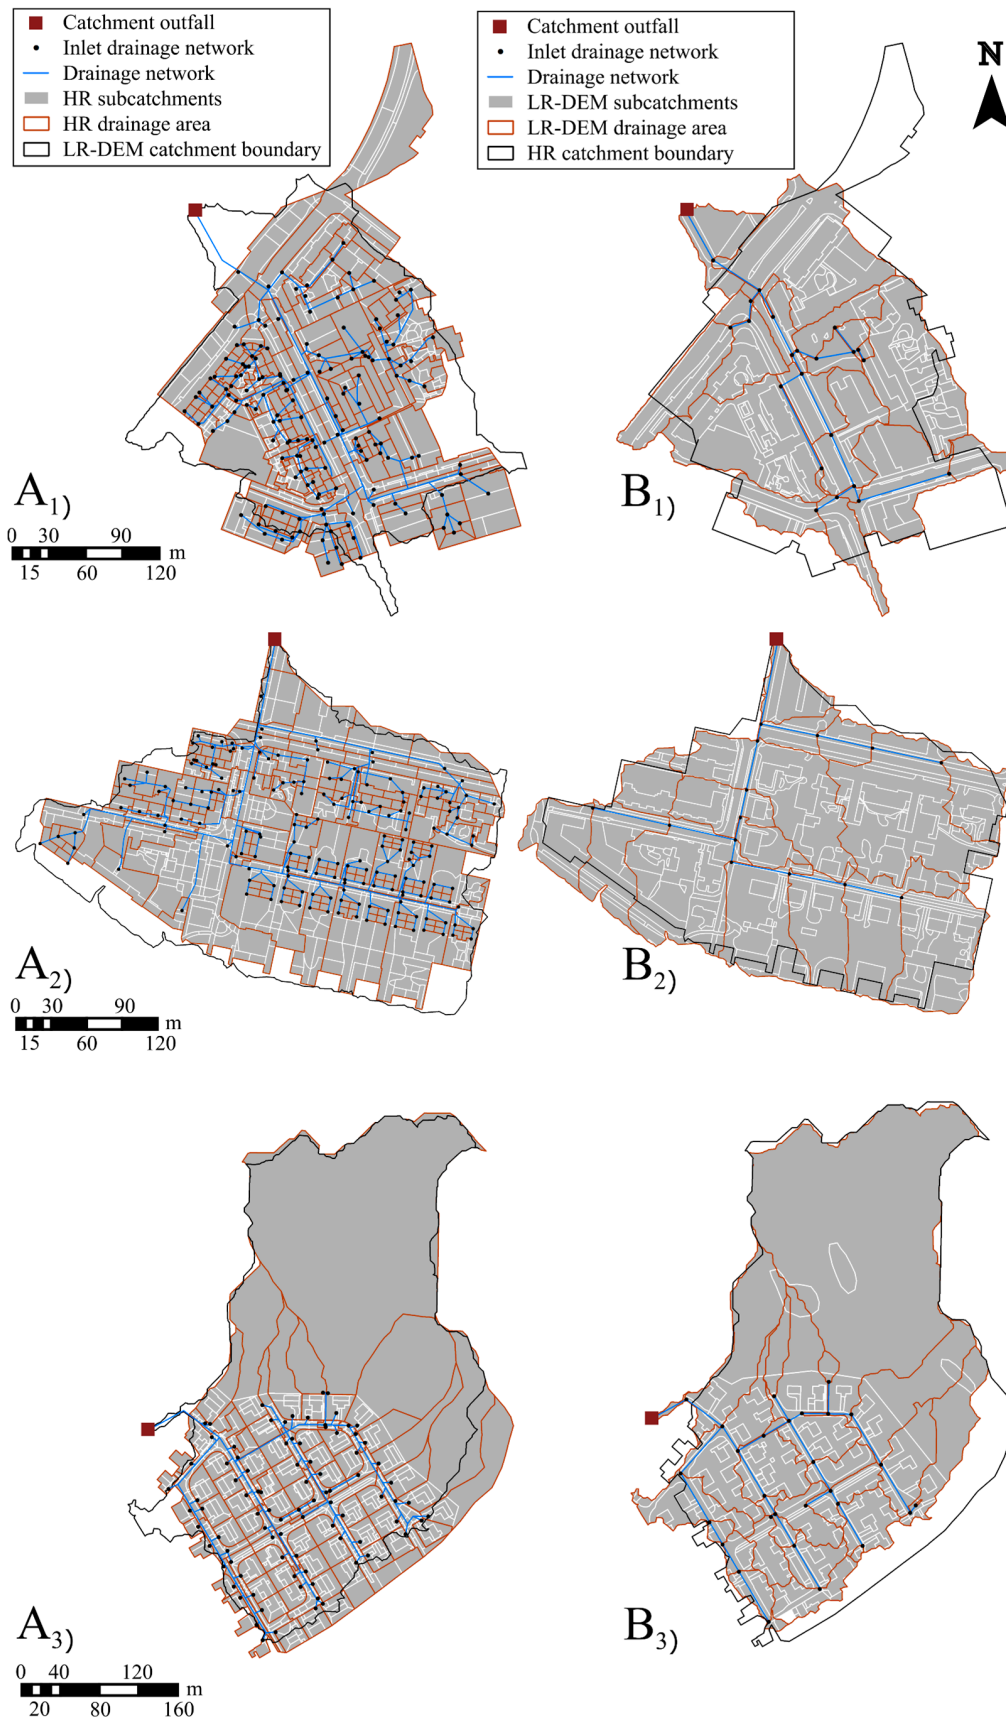 Catchment outfall
Inlet drainage network
Drainage network
HR subcatchments
HR drainage area
LR-DEM catchment boundary
Catchment outfall
Inlet drainage network
Drainage network
LR-DEM subcatchments
LR-DEM drainage area
HR catchment boundary
N
A1)
B1)
0 30 90 m
15 60 120
A2)
B2)
0 30 90 m
15 60 120
A3)
B3)
0 40 120 m
20 80 160